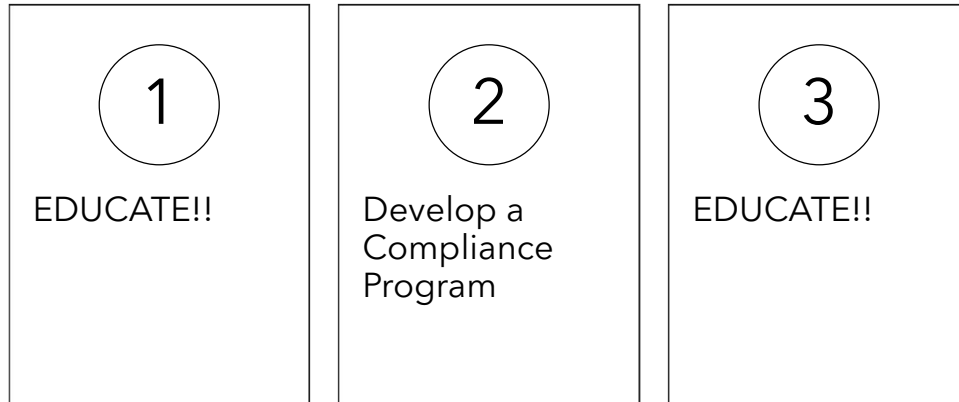 1
EDUCATE!!
2
Develop a
Compliance
Program
3
EDUCATE!!